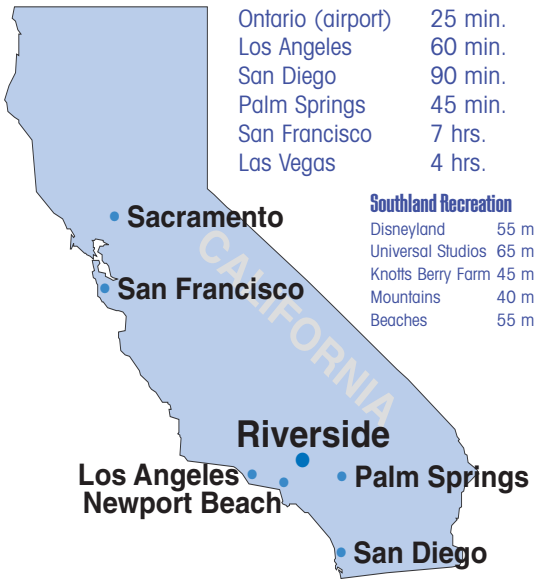 Ontario (airport) 25 min.
Los Angeles 60 min.
San Diego 90 min.
Palm Springs 45 min.
San Francisco 7 hrs.
Las Vegas 4 hrs.
Southland Recreation
Disneyland 55 m
Universal Studios 65 m
Knotts Berry Farm 45 m
Mountains 40 m
Beaches 55 m
Sacramento
CALIFORNIA
San Francisco
Riverside
Los Angeles
Palm Springs
Newport Beach
San Diego